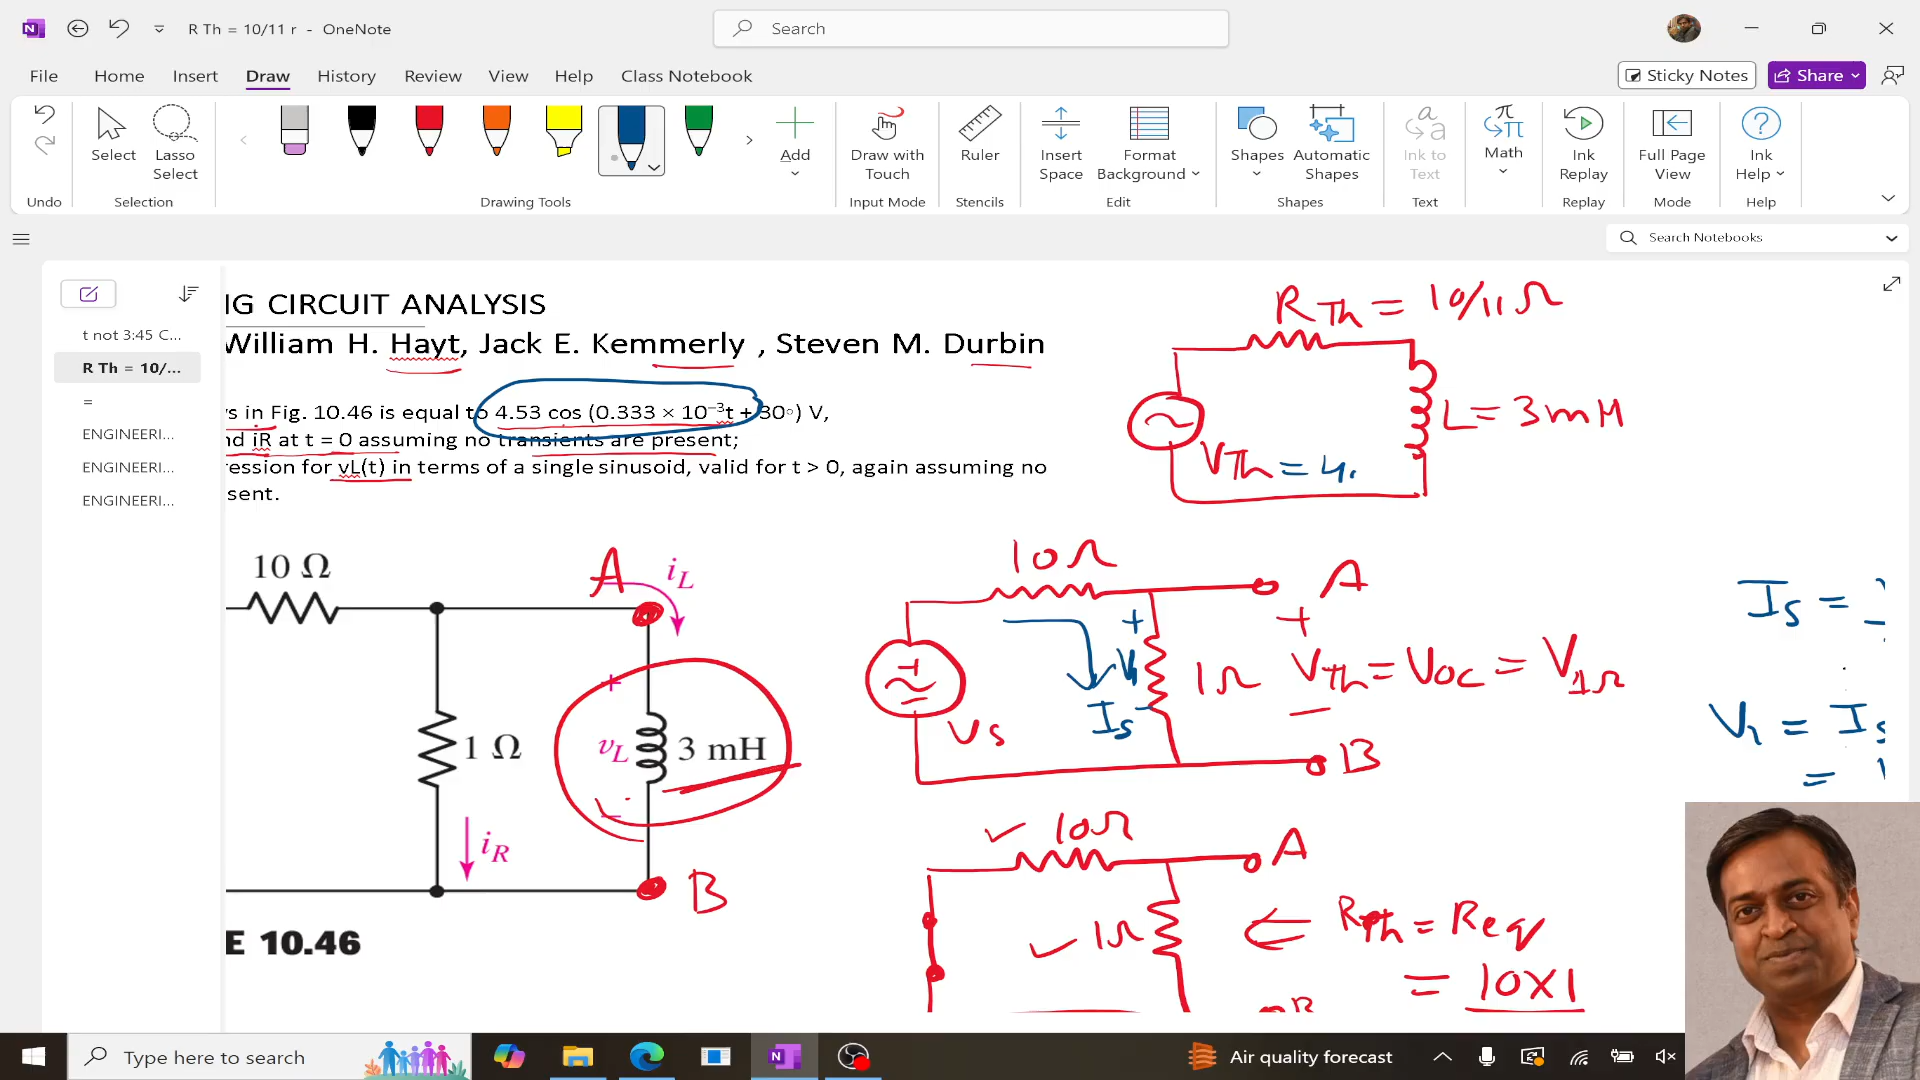 R Th = 10/11 r - OneNote
Search
File Home Insert Draw History Review View Help Class Notebook
Sticky Notes
Share
Select
Lasso Select
Add
Draw with Touch
Ruler
Insert Space
Format Background
Shapes
Automatic Shapes
Ink to Text
Math
Ink Replay
Full Page View
Ink Help
Undo
Selection
Drawing Tools
Input Mode
Stencils
Edit
Shapes
Text
Replay
Mode
Help
Search Notebooks
t not 3:45 C...
R Th = 10/...
=
ENGINEERI...
ENGINEERI...
ENGINEERI...
IG CIRCUIT ANALYSIS
William H. Hayt, Jack E. Kemmerly , Steven M. Durbin
s in Fig. 10.46 is equal to 4.53 cos (0.333 × 10−3t + 30◦) V,
nd iR at t = 0 assuming no transients are present;
ression for vL(t) in terms of a single sinusoid, valid for t > 0, again assuming no
sent.
RTh = 10/11 Ω
L = 3mH
VTh = 4.
10 Ω
A
iL
1 Ω
+
vL
3 mH
−
iR
B
E 10.46
10Ω
A
+
+
V1
1Ω
VTh = VOC = V1Ω
Is
−
Vs
B
Is =
V1 = Is
=
✓ 10Ω
A
✓ 1Ω
RTh = Req
= 10X1
B
Type here to search
Air quality forecast